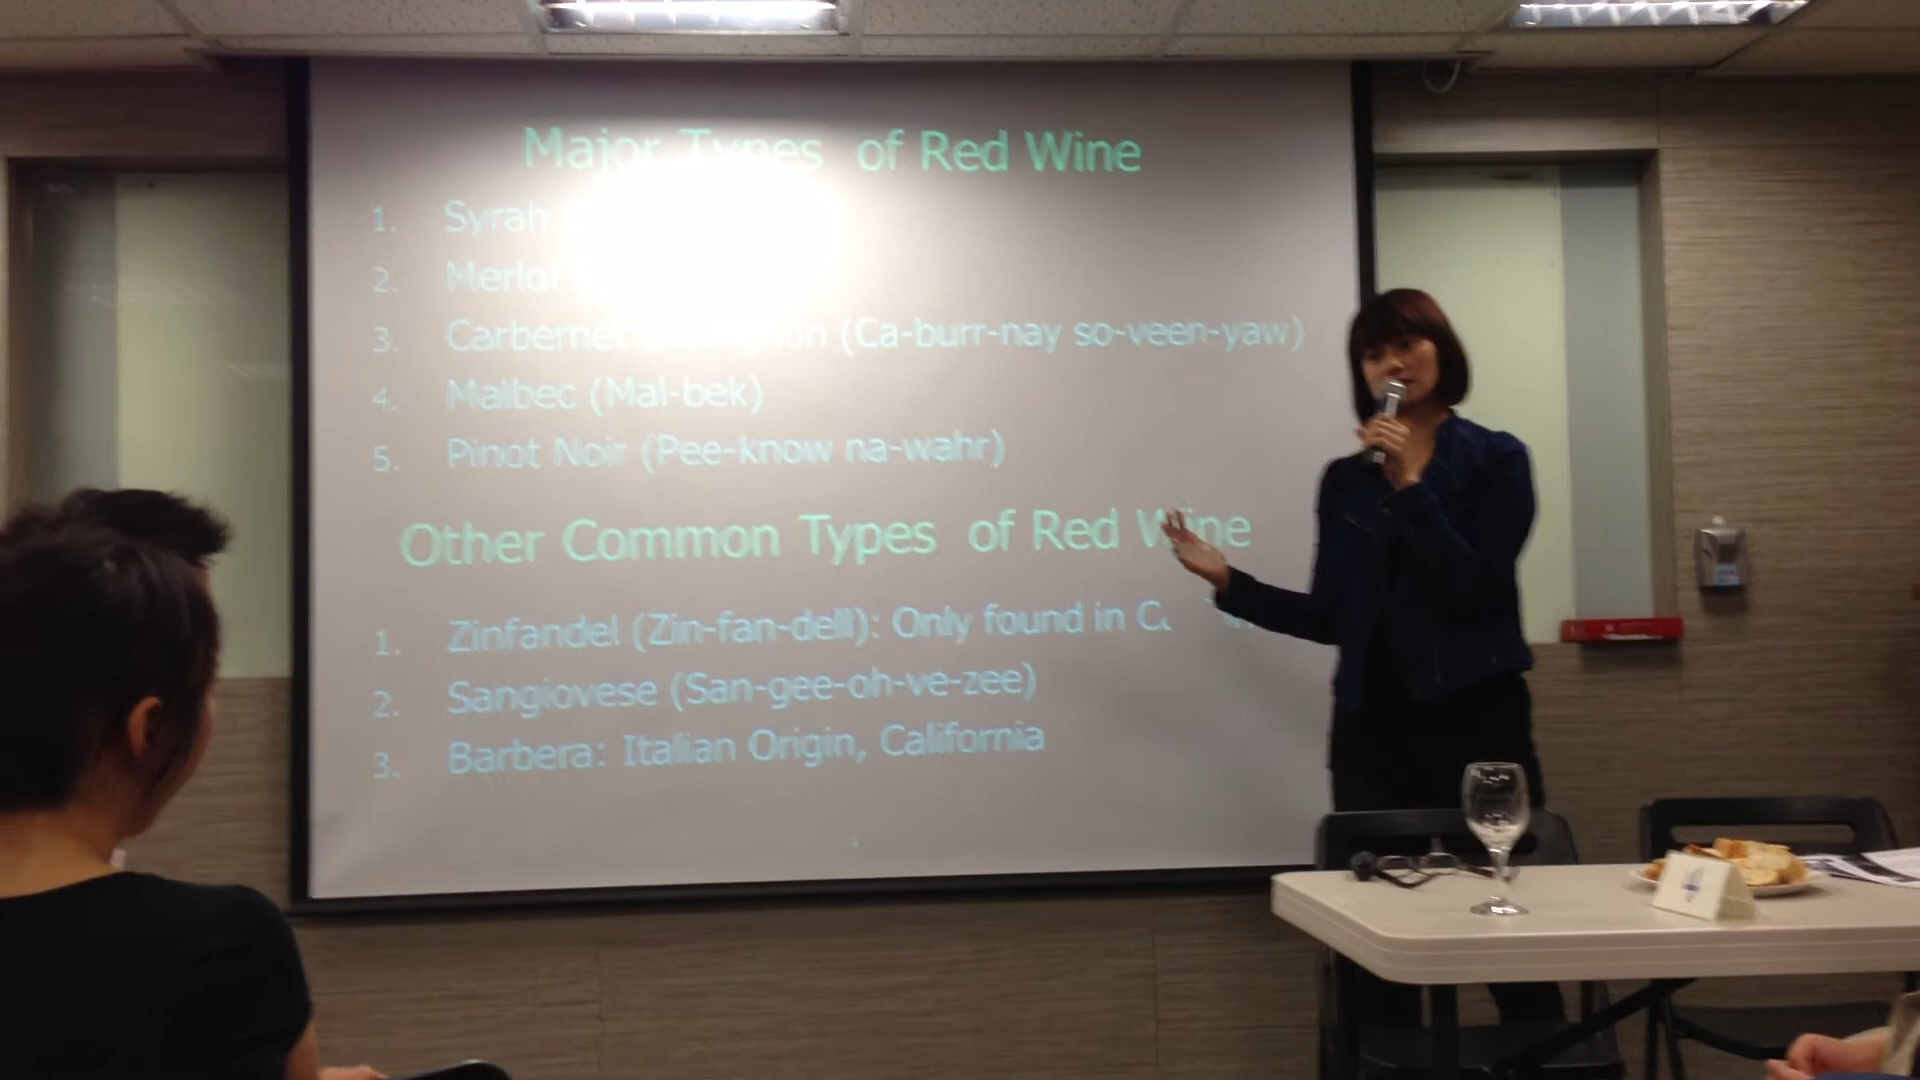 Major Types of Red Wine
1. Syrah
2. Merlot
3. Carbernet (Ca-burr-nay so-veen-yaw)
4. Malbec (Mal-bek)
5. Pinot Noir (Pee-know na-wahr)
Other Common Types of Red Wine
1. Zinfandel (Zin-fan-dell): Only found in
2. Sangiovese (San-gee-oh-ve-zee)
3. Barbera: Italian Origin, California